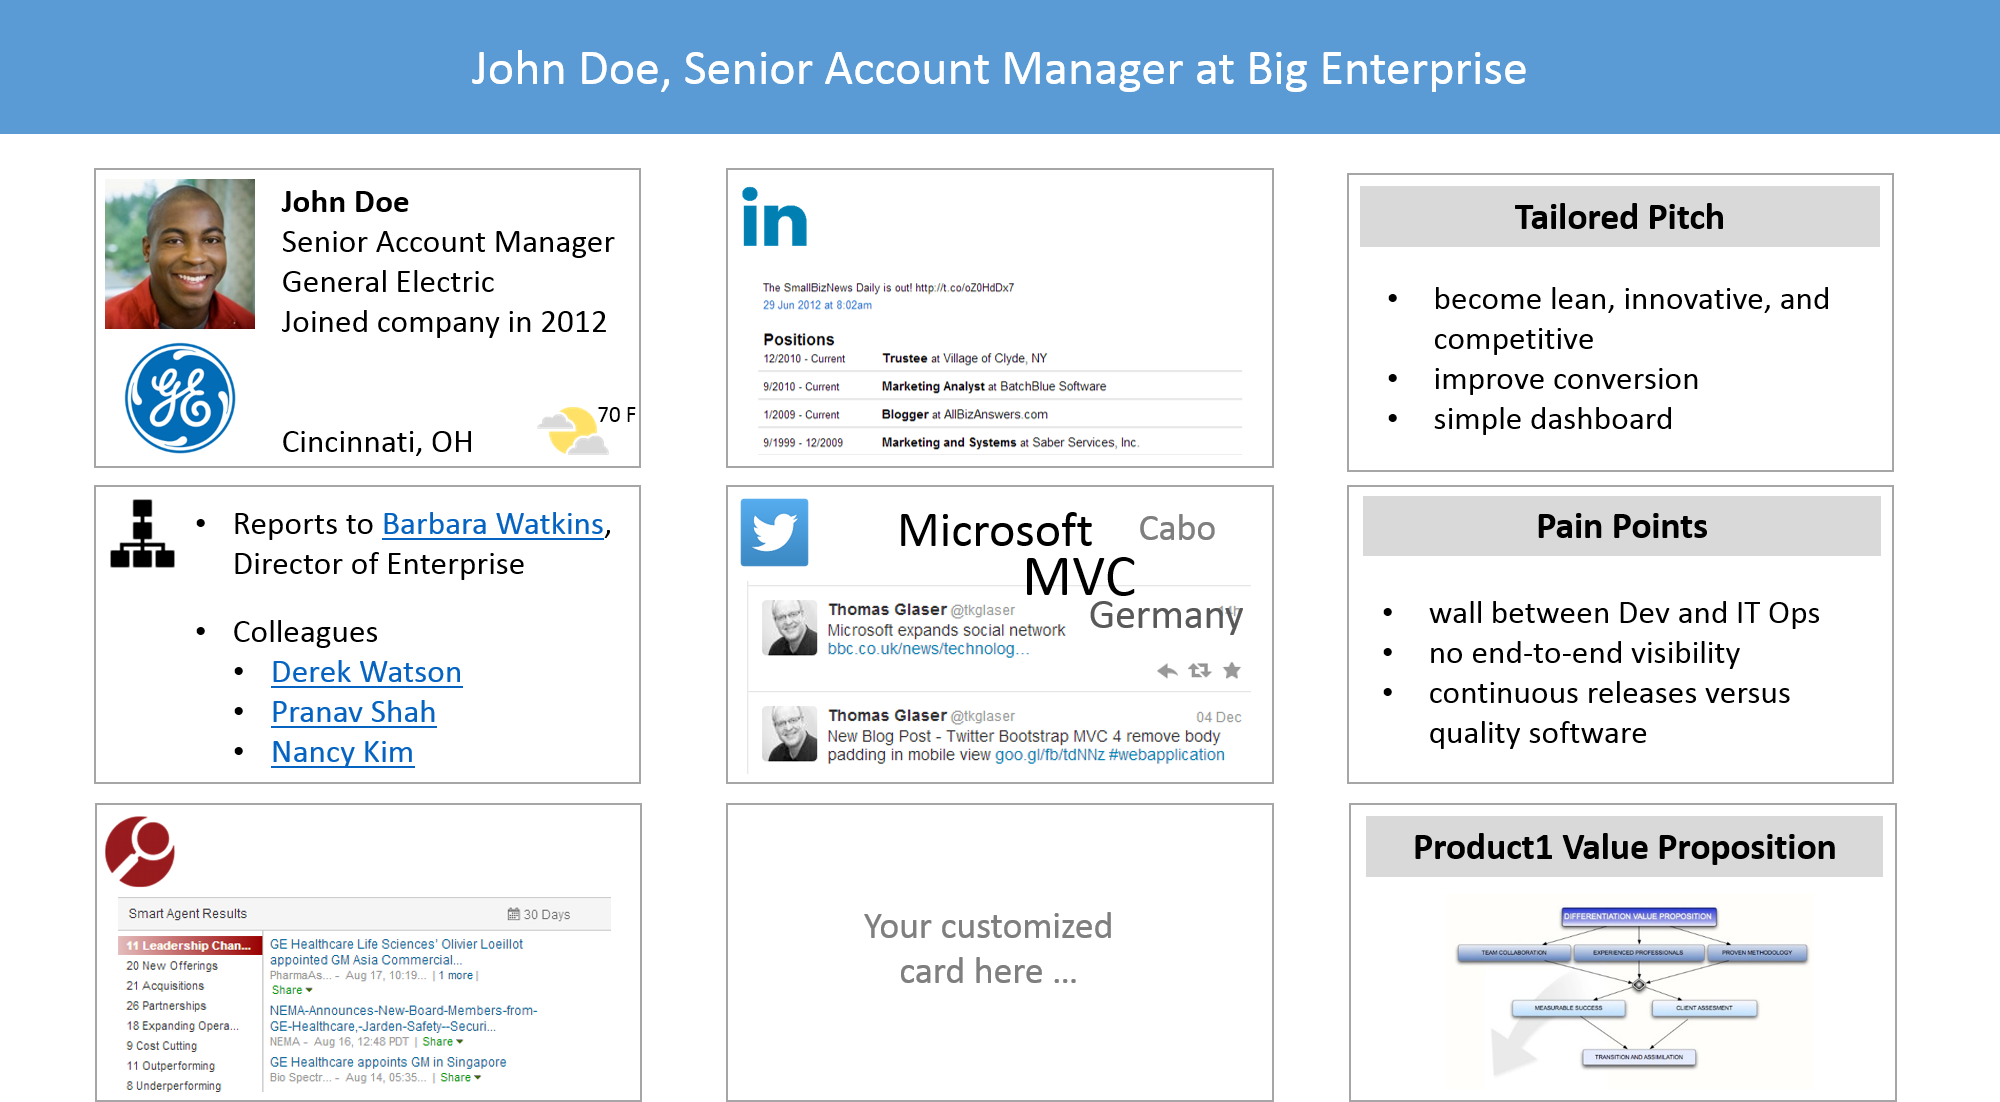 John Doe, Senior Account Manager at Big Enterprise
John Doe
Senior Account Manager
General Electric
Joined company in 2012
GE
Cincinnati, OH
70 F
in
The SmallBizNews Daily is out! http://t.co/oZ0HdDx7
29 Jun 2012 at 8:02am
Positions
12/2010 - Current Trustee at Village of Clyde, NY
9/2010 - Current Marketing Analyst at BatchBlue Software
1/2009 - Current Blogger at AllBizAnswers.com
9/1999 - 12/2009 Marketing and Systems at Saber Services, Inc.
Tailored Pitch
• become lean, innovative, and
competitive
• improve conversion
• simple dashboard
• Reports to Barbara Watkins,
Director of Enterprise
• Colleagues
• Derek Watson
• Pranav Shah
• Nancy Kim
Microsoft
Cabo
MVC
Germany
Thomas Glaser @tkglaser
Microsoft expands social network
bbc.co.uk/news/technolog...
Thomas Glaser @tkglaser 04 Dec
New Blog Post - Twitter Bootstrap MVC 4 remove body
padding in mobile view goo.gl/fb/tdNNz #webapplication
Pain Points
• wall between Dev and IT Ops
• no end-to-end visibility
• continuous releases versus
quality software
Smart Agent Results 30 Days
11 Leadership Chan...
20 New Offerings
21 Acquisitions
26 Partnerships
18 Expanding Opera...
9 Cost Cutting
11 Outperforming
8 Underperforming
GE Healthcare Life Sciences' Olivier Loeillot
appointed GM Asia Commercial...
PharmaAs... - Aug 17, 10:19... | 1 more |
Share
NEMA-Announces-New-Board-Members-from-
GE-Healthcare,-Jarden-Safety--Securi...
NEMA - Aug 16, 12:48 PDT | Share
GE Healthcare appoints GM in Singapore
Bio Spectr... - Aug 14, 05:35... | Share
Your customized
card here ...
Product1 Value Proposition
DIFFERENTIATION VALUE PROPOSITION
TEAM COLLABORATION
EXPERIENCED PROFESSIONALS
PROVEN METHODOLOGY
MEASURABLE SUCCESS
CLIENT ASSESMENT
TRANSITION AND ASSIMILATION